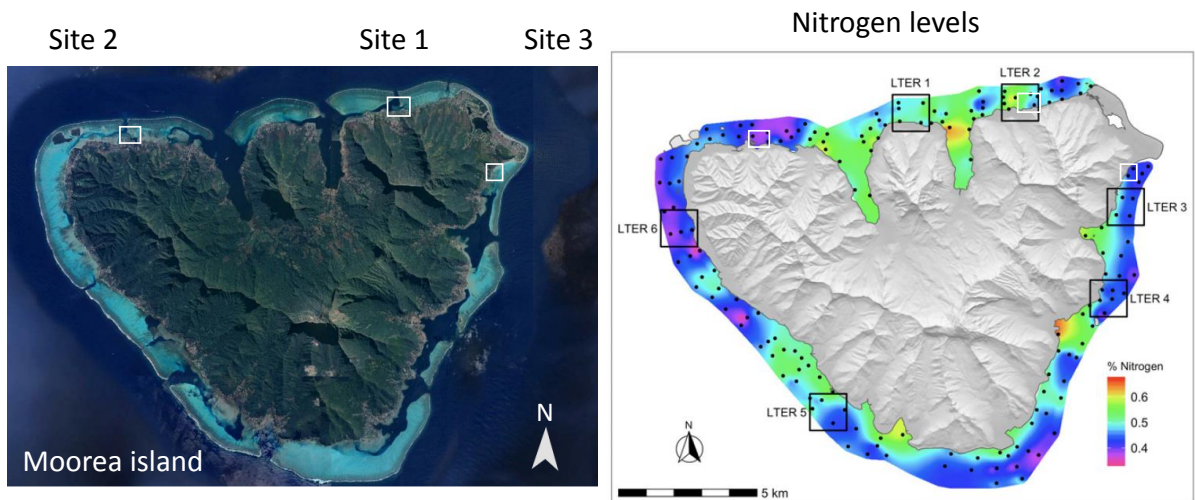 Site 2
Site 1
Site 3
Moorea island
N
Nitrogen levels
LTER 1
LTER 2
LTER 3
LTER 4
LTER 5
LTER 6
% Nitrogen
0.6
0.5
0.4
N
5 km